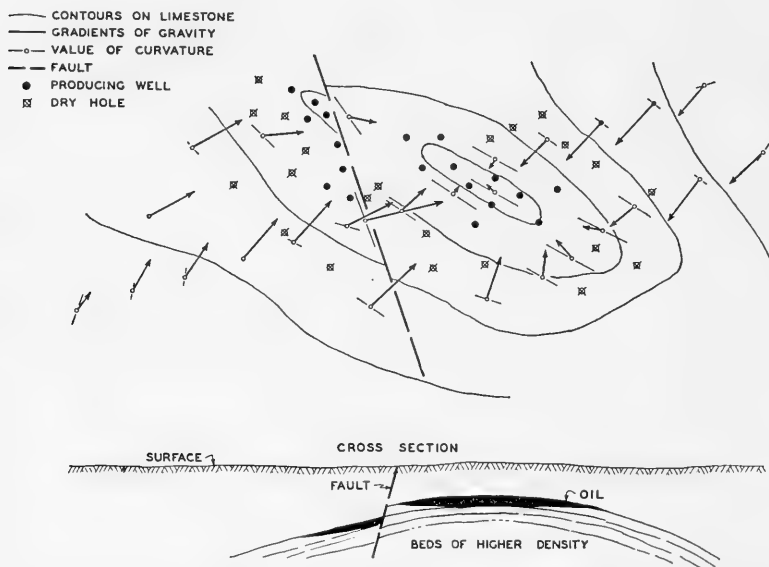 CONTOURS ON LIMESTONE
GRADIENTS OF GRAVITY
VALUE OF CURVATURE
FAULT
PRODUCING WELL
DRY HOLE
CROSS SECTION
SURFACE
FAULT
OIL
BEDS OF HIGHER DENSITY